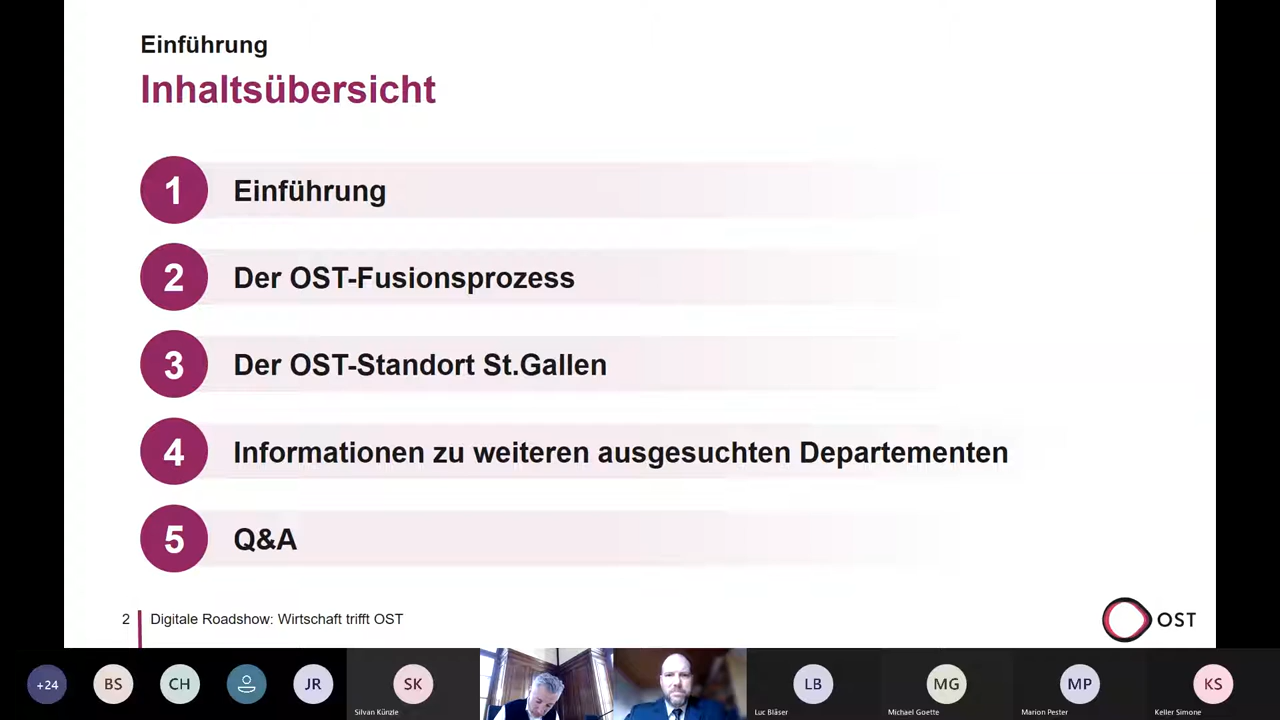 Einführung
Inhaltsübersicht
1 Einführung
2 Der OST-Fusionsprozess
3 Der OST-Standort St.Gallen
4 Informationen zu weiteren ausgesuchten Departementen
5 Q&A
2 Digitale Roadshow: Wirtschaft trifft OST
OST
+24 BS CH JR SK LB MG MP KS
Silvan Künzle Luc Bläser Michael Goette Marion Pester Keller Simone